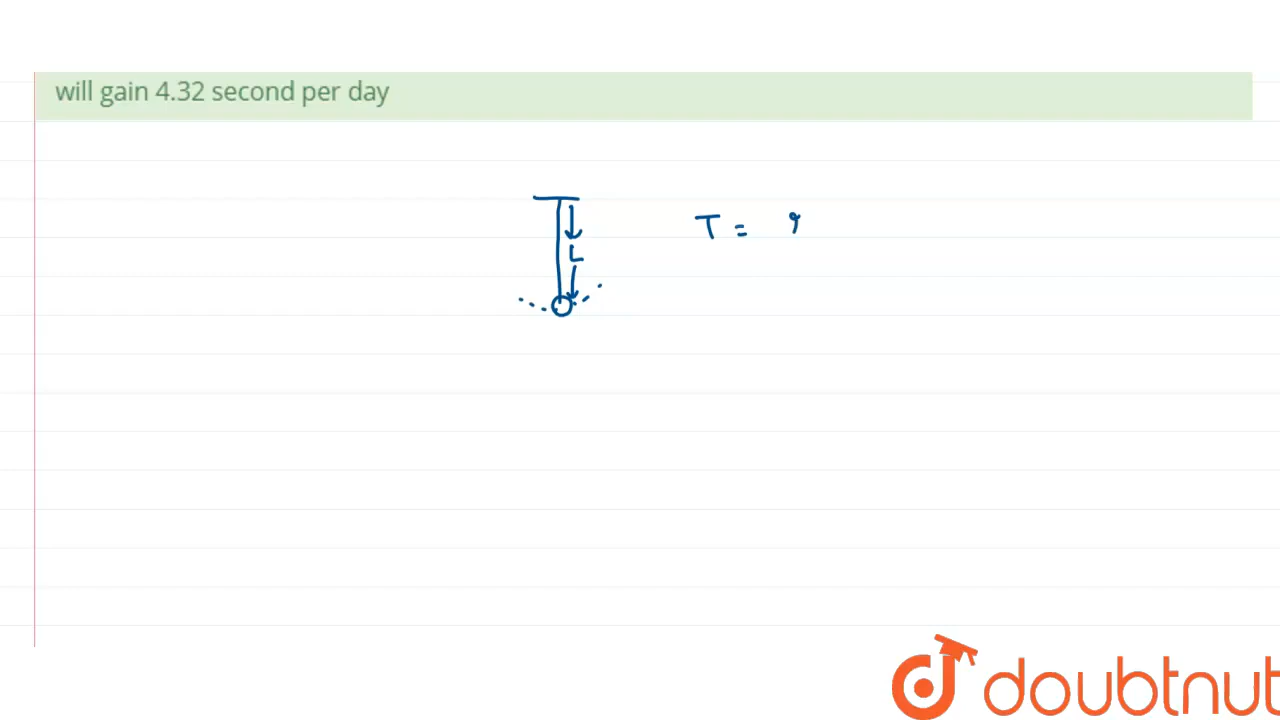 will gain 4.32 second per day
T =
L
doubtnut